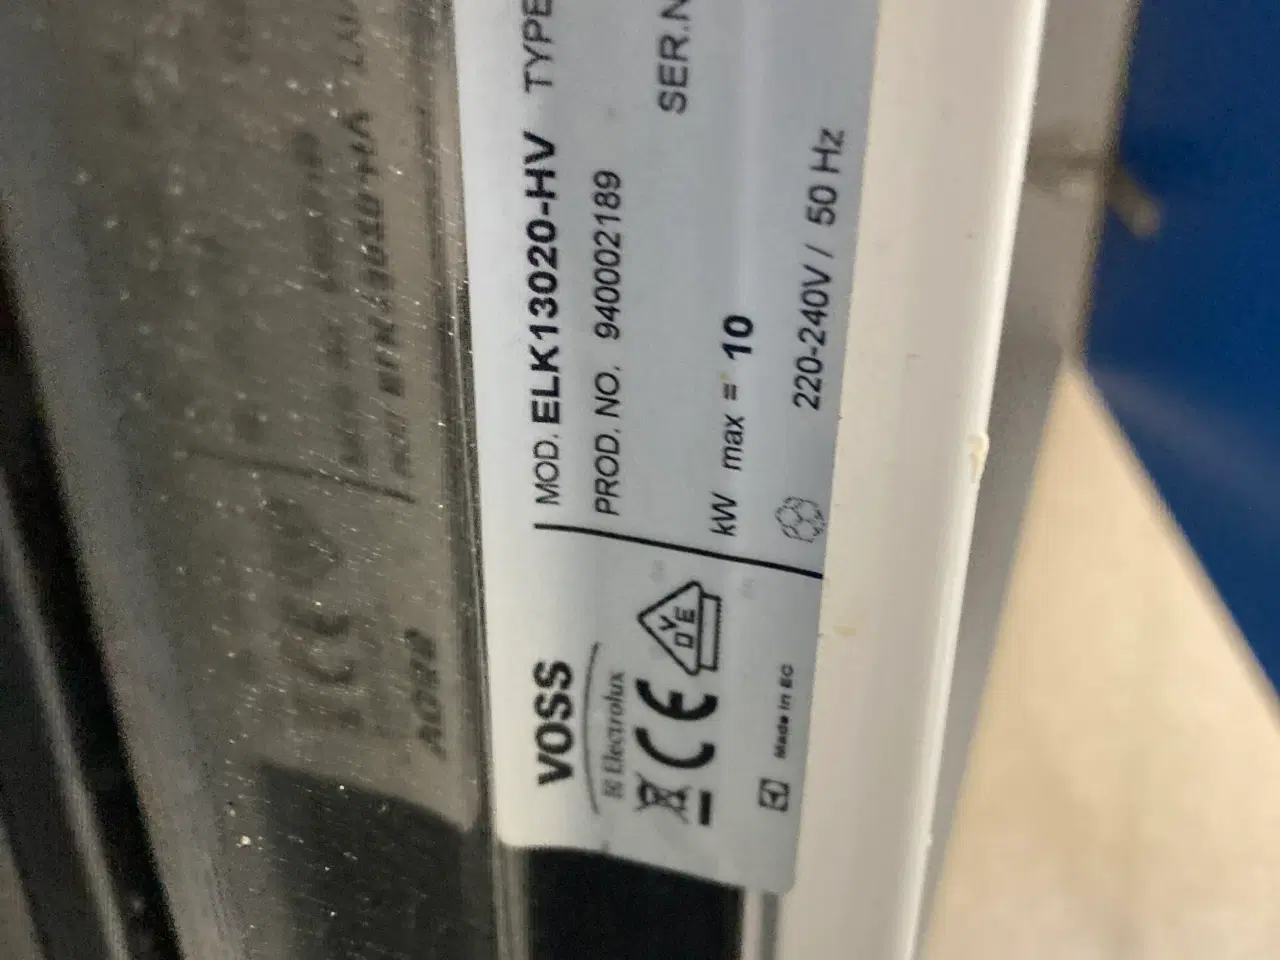 MOD. ELK13020-HV TYPE
PROD. NO. 940002189
SER.N
kW max = 10
220-240V / 50 Hz
VOSS
Electrolux
CE
DVE
Made in EC